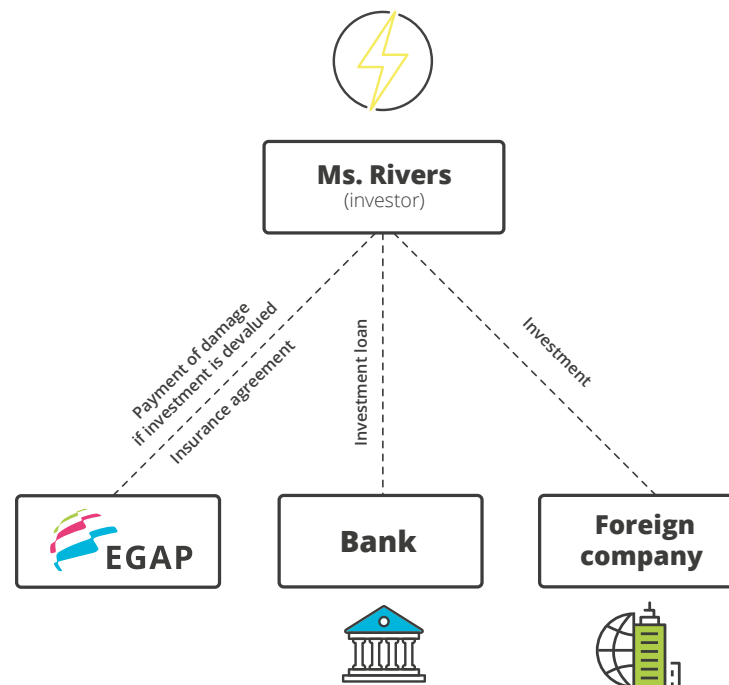 Ms. Rivers
(investor)
Payment of damage
if investment is devalued
Insurance agreement
Investment loan
Investment
EGAP
Bank
Foreign
company